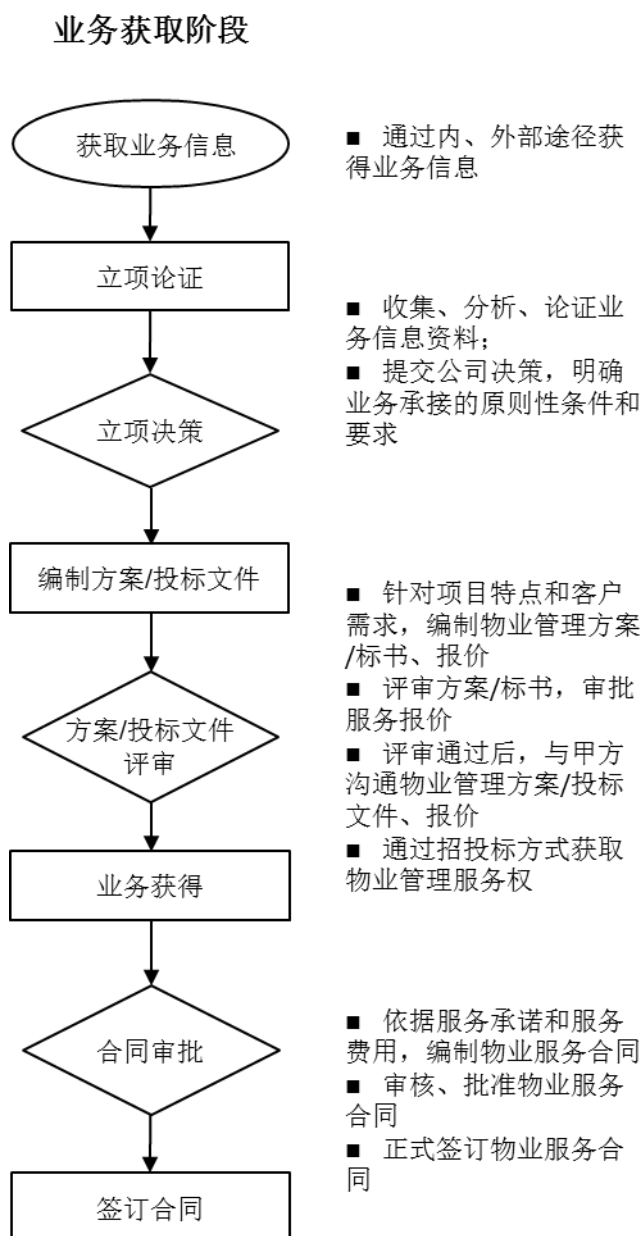 业务获取阶段
获取业务信息
■ 通过内、外部途径获
得业务信息
立项论证
■ 收集、分析、论证业
务信息资料；
■ 提交公司决策，明确
业务承接的原则性条件和
要求
立项决策
编制方案/投标文件
■ 针对项目特点和客户
需求，编制物业管理方案
/标书、报价
■ 评审方案/标书，审批
服务报价
■ 评审通过后，与甲方
沟通物业管理方案/投标
文件、报价
■ 通过招投标方式获取
物业管理服务权
方案/投标文件
评审
业务获得
合同审批
■ 依据服务承诺和服务
费用，编制物业服务合同
■ 审核、批准物业服务
合同
■ 正式签订物业服务合
同
签订合同